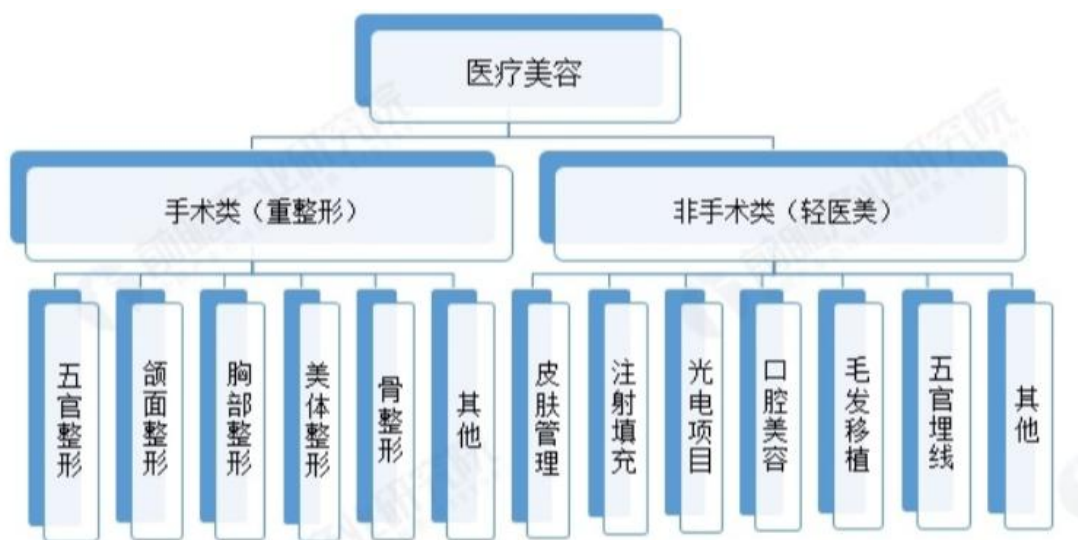 医疗美容
手术类（重整形）
非手术类（轻医美）
五官整形
颌面整形
胸部整形
美体整形
骨整形
其他
皮肤管理
注射填充
光电项目
口腔美容
毛发移植
五官埋线
其他